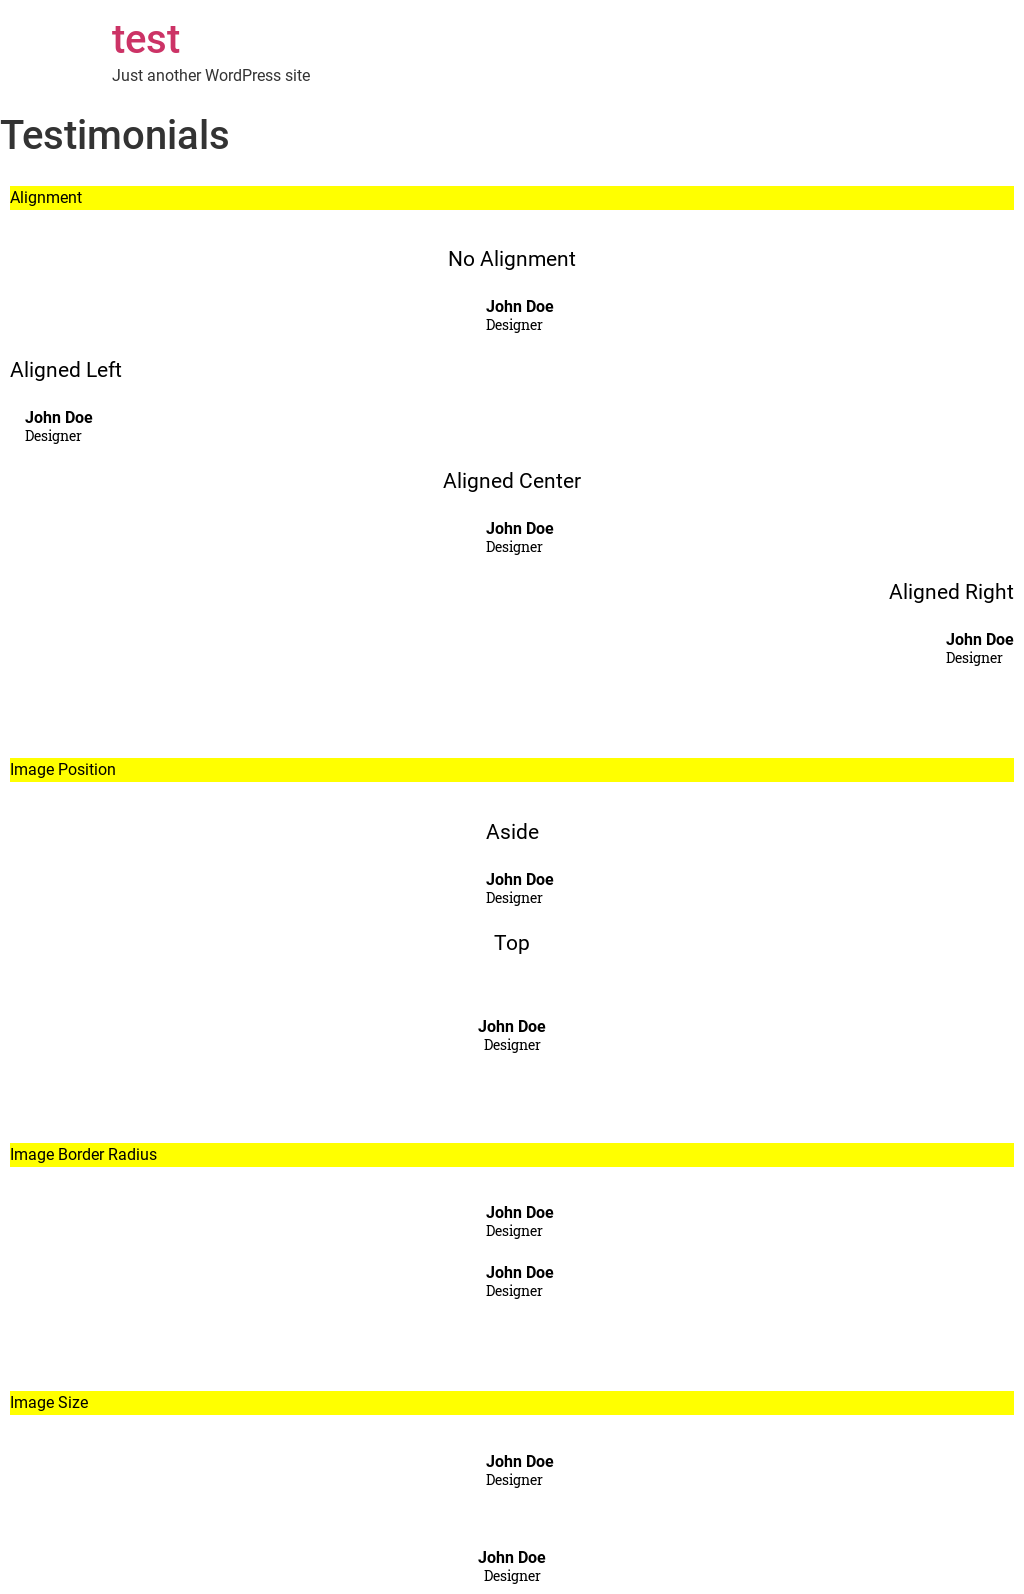 test
Just another WordPress site
Testimonials
Alignment
No Alignment
John Doe
Designer
Aligned Left
John Doe
Designer
Aligned Center
John Doe
Designer
Aligned Right
John Doe
Designer
Image Position
Aside
John Doe
Designer
Top
John Doe
Designer
Image Border Radius
John Doe
Designer
John Doe
Designer
Image Size
John Doe
Designer
John Doe
Designer